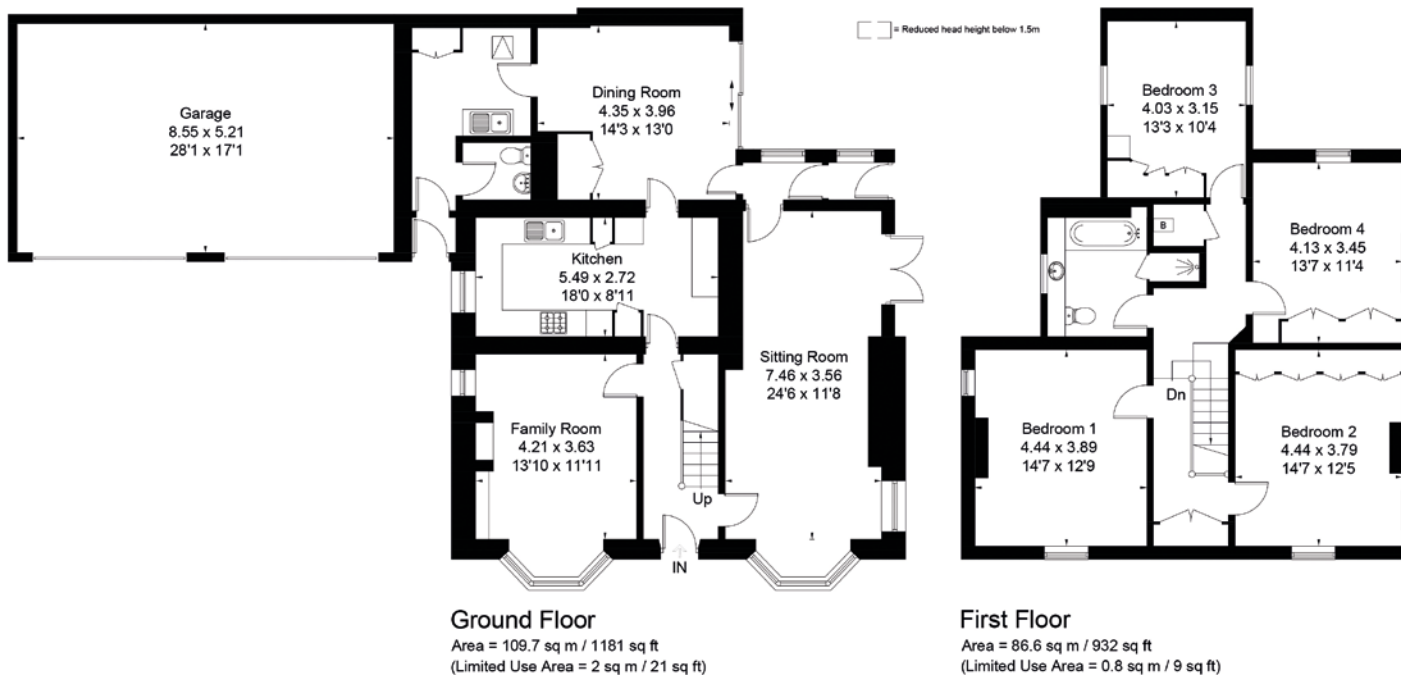 = Reduced head height below 1.5m
Garage
8.55 x 5.21
28'1 x 17'1
Dining Room
4.35 x 3.96
14'3 x 13'0
Kitchen
5.49 x 2.72
18'0 x 8'11
Sitting Room
7.46 x 3.56
24'6 x 11'8
Family Room
4.21 x 3.63
13'10 x 11'11
Up
IN
Ground Floor
Area = 109.7 sq m / 1181 sq ft
(Limited Use Area = 2 sq m / 21 sq ft)
Bedroom 3
4.03 x 3.15
13'3 x 10'4
B
Bedroom 4
4.13 x 3.45
13'7 x 11'4
Dn
Bedroom 1
4.44 x 3.89
14'7 x 12'9
Bedroom 2
4.44 x 3.79
14'7 x 12'5
First Floor
Area = 86.6 sq m / 932 sq ft
(Limited Use Area = 0.8 sq m / 9 sq ft)